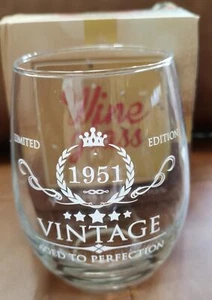 Wine
LIMITED
EDITION
1951
VINTAGE
AGED TO PERFECTION